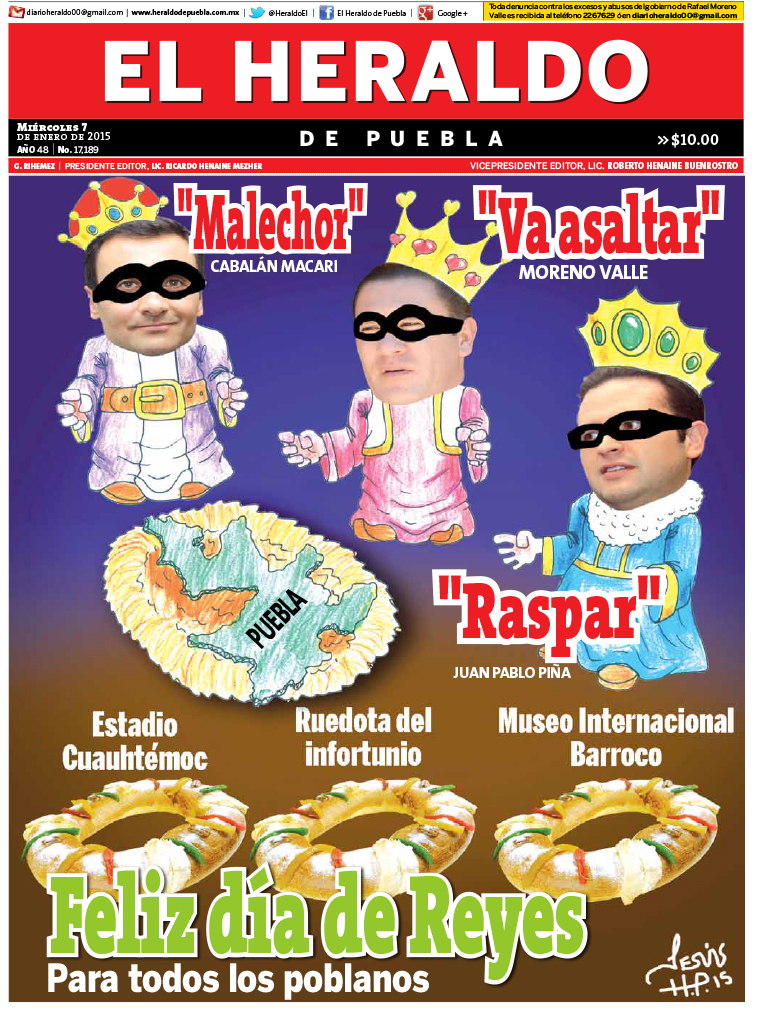 diarioheraldo00@gmail.com | www.heraldodepuebla.com.mx | @HeraldoEl | El Heraldo de Puebla | Google+
Toda denuncia contra los excesos y abusos del gobierno de Rafael Moreno
Valle es recibida al teléfono 2267629 ó en diarioheraldo00@gmail.com
EL HERALDO
MIÉRCOLES 7
DE ENERO DE 2015
AÑO 48 | No. 17,189
DE PUEBLA
» $10.00
G. RIHEMEZ | PRESIDENTE EDITOR, LIC. RICARDO HENAINE MEZHER
VICEPRESIDENTE EDITOR, LIC. ROBERTO HENAINE BUENROSTRO
"Malechor"
CABALÁN MACARI
"Va asaltar"
MORENO VALLE
PUEBLA
"Raspar"
JUAN PABLO PIÑA
Estadio
Cuauhtémoc
Ruedota del
infortunio
Museo Internacional
Barroco
Feliz día de Reyes
Para todos los poblanos
Jesús
H.P. 15